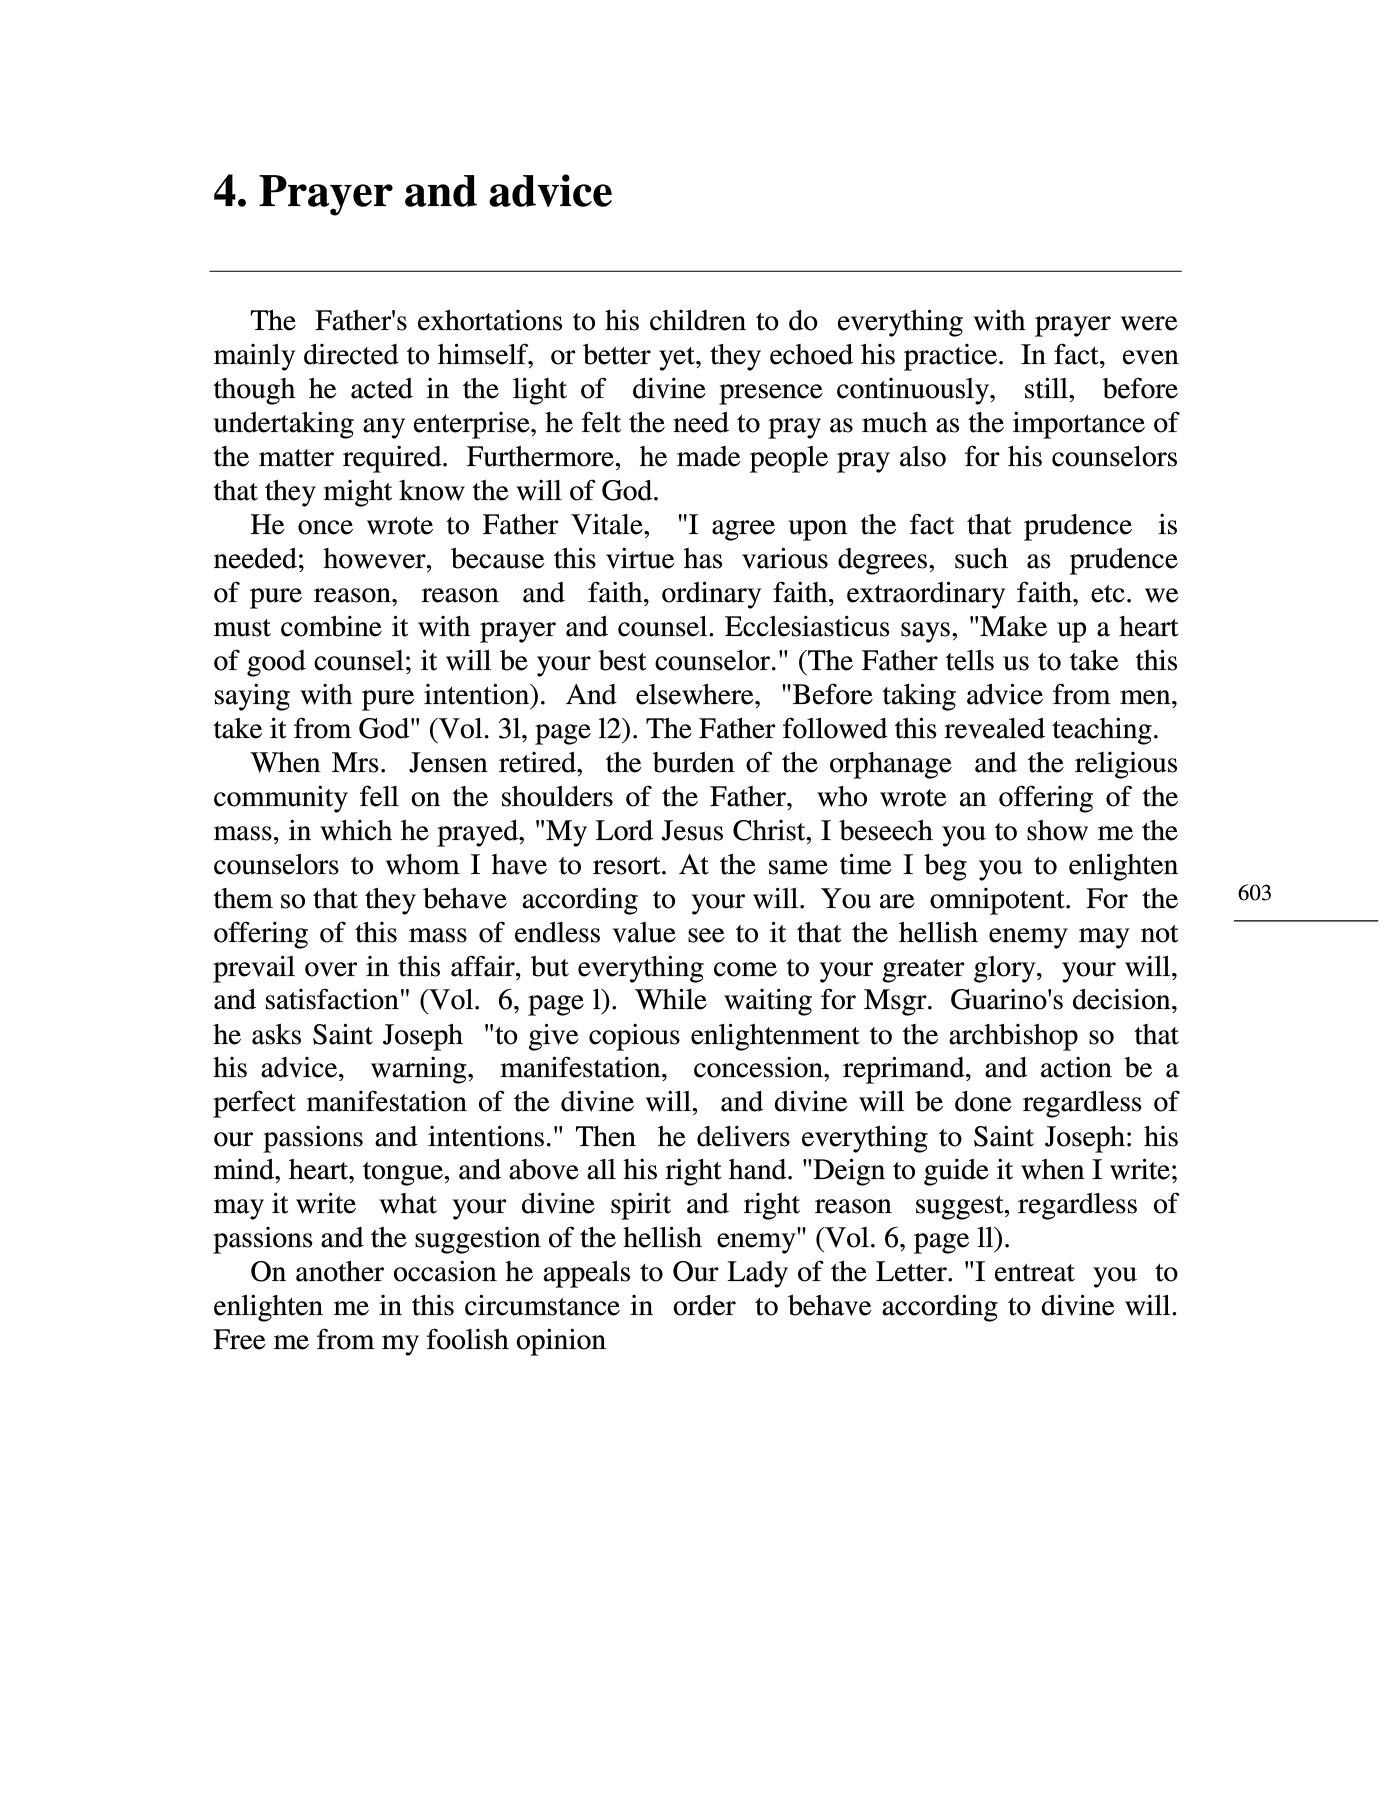 4. Prayer and advice
The Father's exhortations to his children to do everything with prayer were
mainly directed to himself, or better yet, they echoed his practice. In fact, even
though he acted in the light of divine presence continuously, still, before
undertaking any enterprise, he felt the need to pray as much as the importance of
the matter required. Furthermore, he made people pray also for his counselors
that they might know the will of God.
He once wrote to Father Vitale, "I agree upon the fact that prudence is
needed; however, because this virtue has various degrees, such as prudence
of pure reason, reason and faith, ordinary faith, extraordinary faith, etc. we
must combine it with prayer and counsel. Ecclesiasticus says, "Make up a heart
of good counsel; it will be your best counselor." (The Father tells us to take this
saying with pure intention). And elsewhere, "Before taking advice from men,
take it from God" (Vol. 3l, page l2). The Father followed this revealed teaching.
When Mrs. Jensen retired, the burden of the orphanage and the religious
community fell on the shoulders of the Father, who wrote an offering of the
mass, in which he prayed, "My Lord Jesus Christ, I beseech you to show me the
counselors to whom I have to resort. At the same time I beg you to enlighten
them so that they behave according to your will. You are omnipotent. For the
offering of this mass of endless value see to it that the hellish enemy may not
prevail over in this affair, but everything come to your greater glory, your will,
and satisfaction" (Vol. 6, page l). While waiting for Msgr. Guarino's decision,
he asks Saint Joseph "to give copious enlightenment to the archbishop so that
his advice, warning, manifestation, concession, reprimand, and action be a
perfect manifestation of the divine will, and divine will be done regardless of
our passions and intentions." Then he delivers everything to Saint Joseph: his
mind, heart, tongue, and above all his right hand. "Deign to guide it when I write;
may it write what your divine spirit and right reason suggest, regardless of
passions and the suggestion of the hellish enemy" (Vol. 6, page ll).
On another occasion he appeals to Our Lady of the Letter. "I entreat you to
enlighten me in this circumstance in order to behave according to divine will.
Free me from my foolish opinion
603